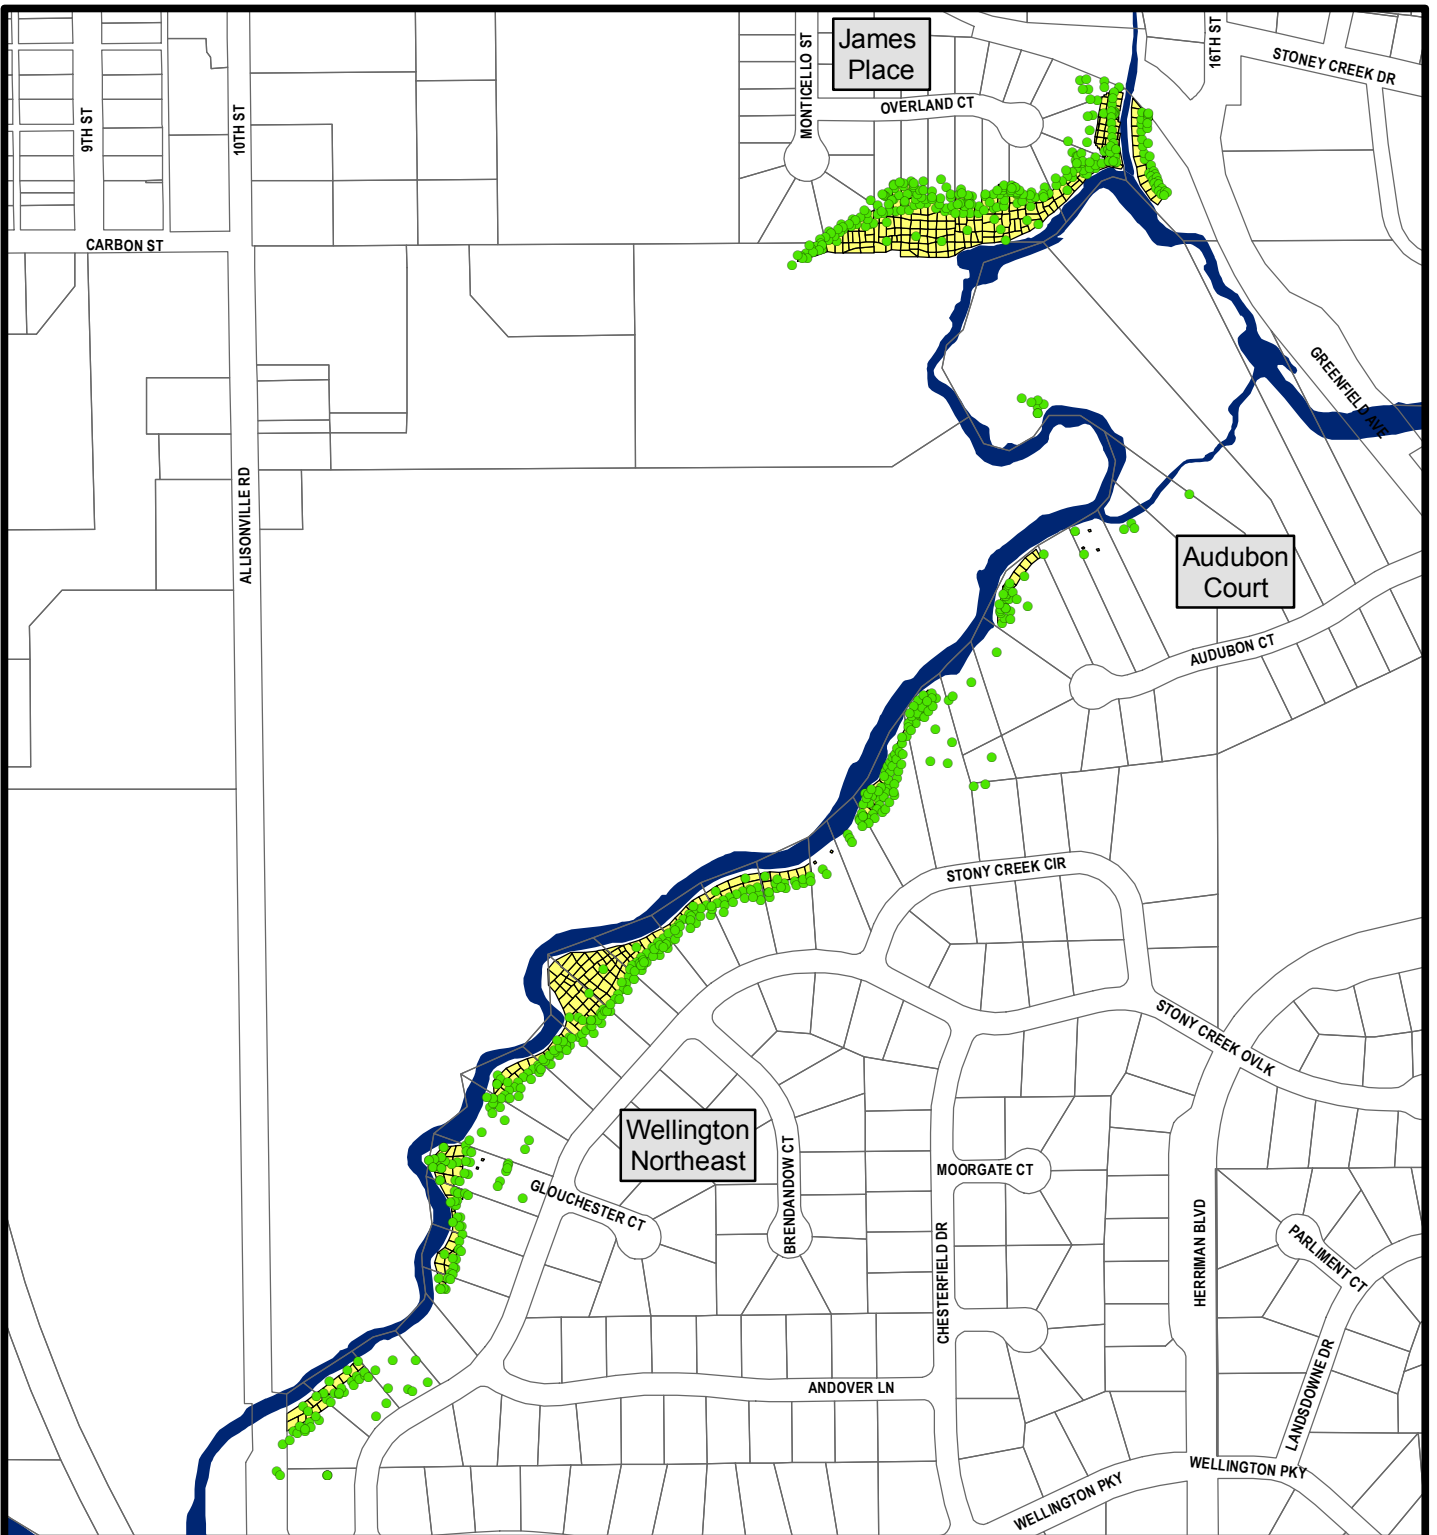 James
Place
MONTICELLO ST
16TH ST
STONEY CREEK DR
OVERLAND CT
9TH ST
10TH ST
CARBON ST
GREENFIELD AVE
ALLISONVILLE RD
Audubon
Court
AUDUBON CT
STONY CREEK CIR
STONY CREEK OVLK
Wellington
Northeast
BRENDANDOW CT
MOORGATE CT
GLOUCHESTER CT
CHESTERFIELD DR
HERRIMAN BLVD
PARLIMENT CT
LANDSDOWNE DR
ANDOVER LN
WELLINGTON PKY
WELLINGTON PKY